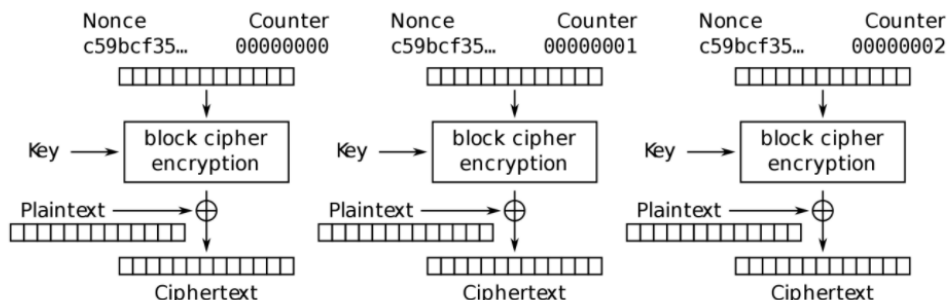 Nonce Counter Nonce Counter Nonce Counter
c59bcf35… 00000000 c59bcf35… 00000001 c59bcf35… 00000002
block cipher block cipher block cipher
Key Key Key
encryption encryption encryption
Plaintext Plaintext Plaintext
Ciphertext Ciphertext Ciphertext